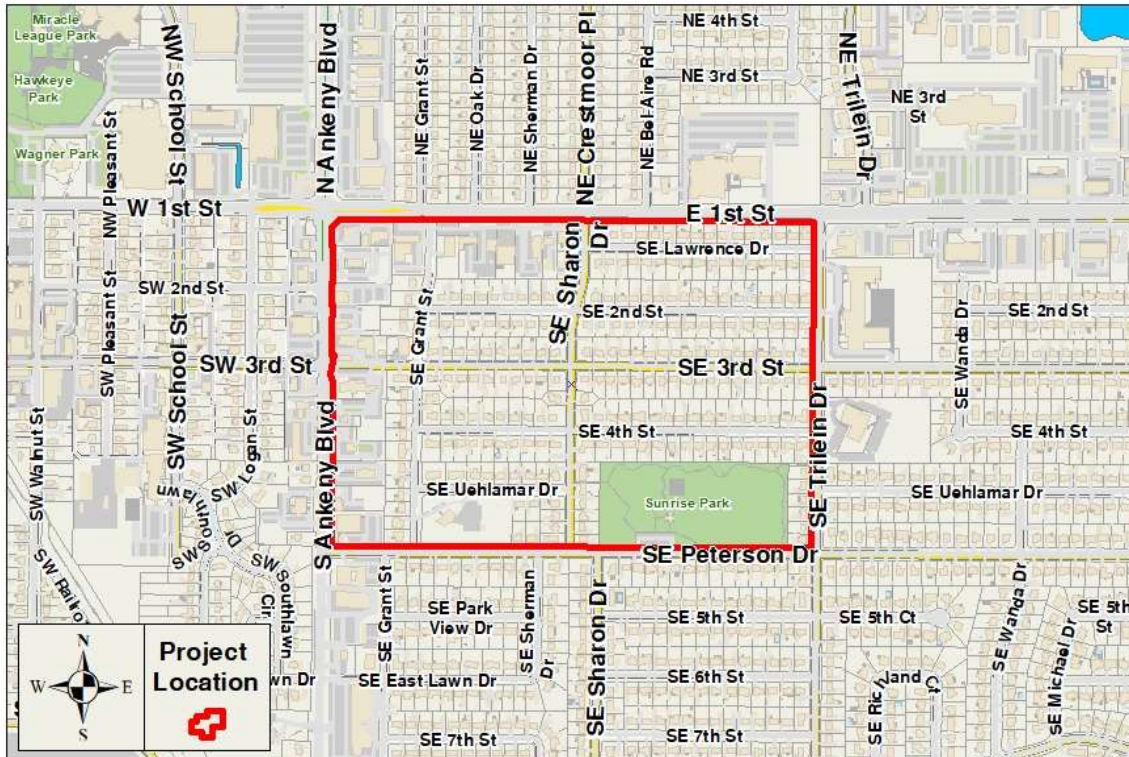 Miracle
League Park
Hawkeye
Park
Wagner Park
NW School St
NW Pleasant St
N Ankeny Blvd
NE Grant St
NE Oak Dr
NE Sherman Dr
NE Crestmoor Pl
NE Bel Aire Rd
NE 4th St
NE 3rd St
NE Trilein Dr
NE 3rd
St
W 1st St
E 1st St
SE Sharon
Dr
SE Lawrence Dr
SW 2nd St
SE 2nd St
SE 2nd St
SW Pleasant St
SW School St
SW 3rd St
SE Grant St
SE 3rd St
SE Wanda Dr
SW Walnut St
SW Logan St
S Ankeny Blvd
SE 4th St
SE Trilein Dr
SE 4th St
SW Southlawn
Dr
SE Uehlamar Dr
Sunrise Park
SE Uehlamar Dr
SE Peterson Dr
SW Southlawn
SE Grant St
SE Park
View Dr
SE Sherman
Dr
SE Sharon Dr
SE 5th St
SE 5th Ct
SE Wanda Dr
SE Michael Dr
SE 5th
St
SE East Lawn Dr
SE 6th St
SE 7th St
SE 7th St
N
W E
S
Project
Location